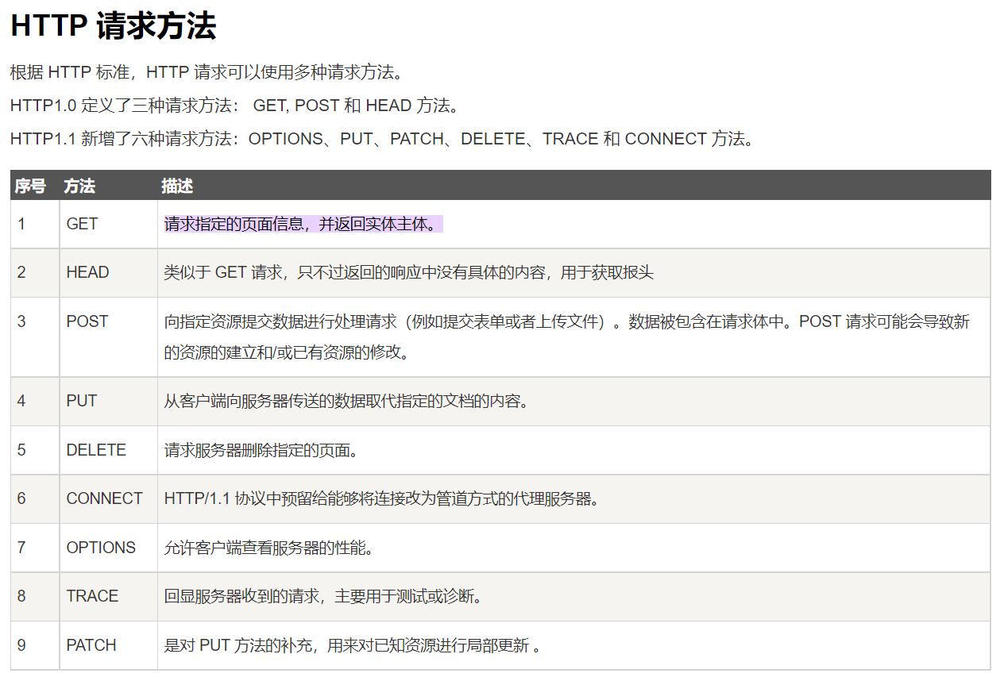 HTTP 请求方法
根据 HTTP 标准，HTTP 请求可以使用多种请求方法。
HTTP1.0 定义了三种请求方法： GET, POST 和 HEAD 方法。
HTTP1.1 新增了六种请求方法：OPTIONS、PUT、PATCH、DELETE、TRACE 和 CONNECT 方法。
序号 方法 描述
1 GET 请求指定的页面信息，并返回实体主体。
2 HEAD 类似于 GET 请求，只不过返回的响应中没有具体的内容，用于获取报头
3 POST 向指定资源提交数据进行处理请求（例如提交表单或者上传文件）。数据被包含在请求体中。POST 请求可能会导致新
的资源的建立和/或已有资源的修改。
4 PUT 从客户端向服务器传送的数据取代指定的文档的内容。
5 DELETE 请求服务器删除指定的页面。
6 CONNECT HTTP/1.1 协议中预留给能够将连接改为管道方式的代理服务器。
7 OPTIONS 允许客户端查看服务器的性能。
8 TRACE 回显服务器收到的请求，主要用于测试或诊断。
9 PATCH 是对 PUT 方法的补充，用来对已知资源进行局部更新 。